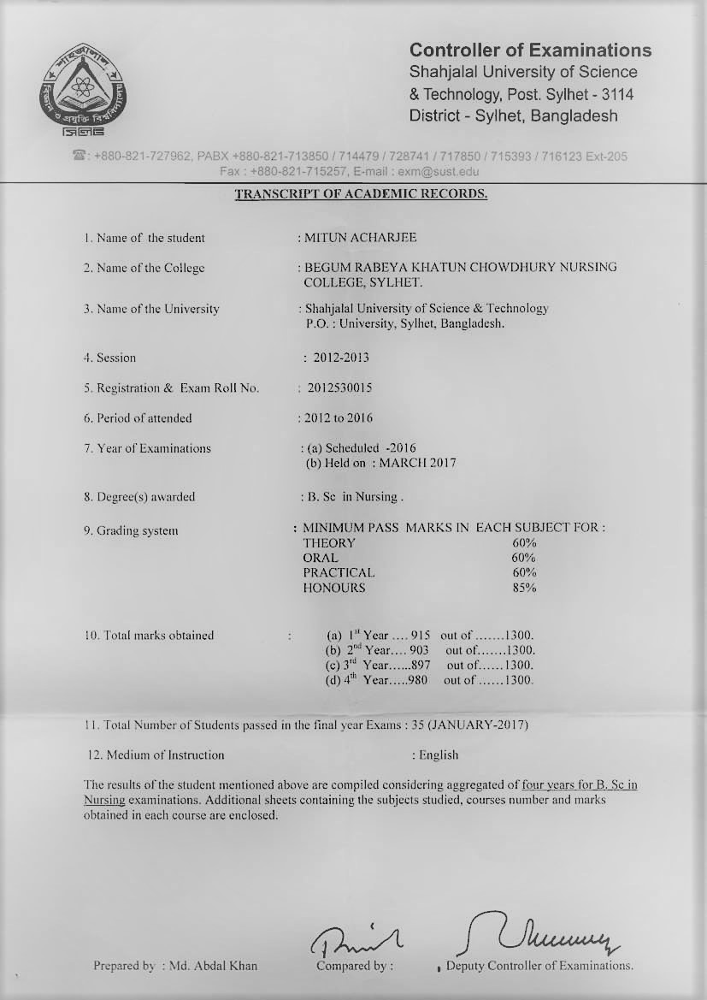 শাহজালাল
বিজ্ঞান ও প্রযুক্তি বিশ্ববিদ্যালয়
সিলেট
Controller of Examinations
Shahjalal University of Science
& Technology, Post. Sylhet - 3114
District - Sylhet, Bangladesh
☎: +880-821-727962, PABX +880-821-713850 / 714479 / 728741 / 717850 / 715393 / 716123 Ext-205
Fax : +880-821-715257, E-mail : exm@sust.edu
TRANSCRIPT OF ACADEMIC RECORDS.
1. Name of the student : MITUN ACHARJEE
2. Name of the College : BEGUM RABEYA KHATUN CHOWDHURY NURSING
COLLEGE, SYLHET.
3. Name of the University : Shahjalal University of Science & Technology
P.O. : University, Sylhet, Bangladesh.
4. Session : 2012-2013
5. Registration & Exam Roll No. : 2012530015
6. Period of attended : 2012 to 2016
7. Year of Examinations : (a) Scheduled -2016
(b) Held on : MARCH 2017
8. Degree(s) awarded : B. Sc in Nursing .
9. Grading system : MINIMUM PASS MARKS IN EACH SUBJECT FOR :
THEORY 60%
ORAL 60%
PRACTICAL 60%
HONOURS 85%
10. Total marks obtained : (a) 1st Year .... 915 out of .......1300.
(b) 2nd Year.... 903 out of.......1300.
(c) 3rd Year......897 out of......1300.
(d) 4th Year.....980 out of ......1300.
11. Total Number of Students passed in the final year Exams : 35 (JANUARY-2017)
12. Medium of Instruction : English
The results of the student mentioned above are compiled considering aggregated of four years for B. Sc in
Nursing examinations. Additional sheets containing the subjects studied, courses number and marks
obtained in each course are enclosed.
Prepared by : Md. Abdal Khan Compared by : Deputy Controller of Examinations.